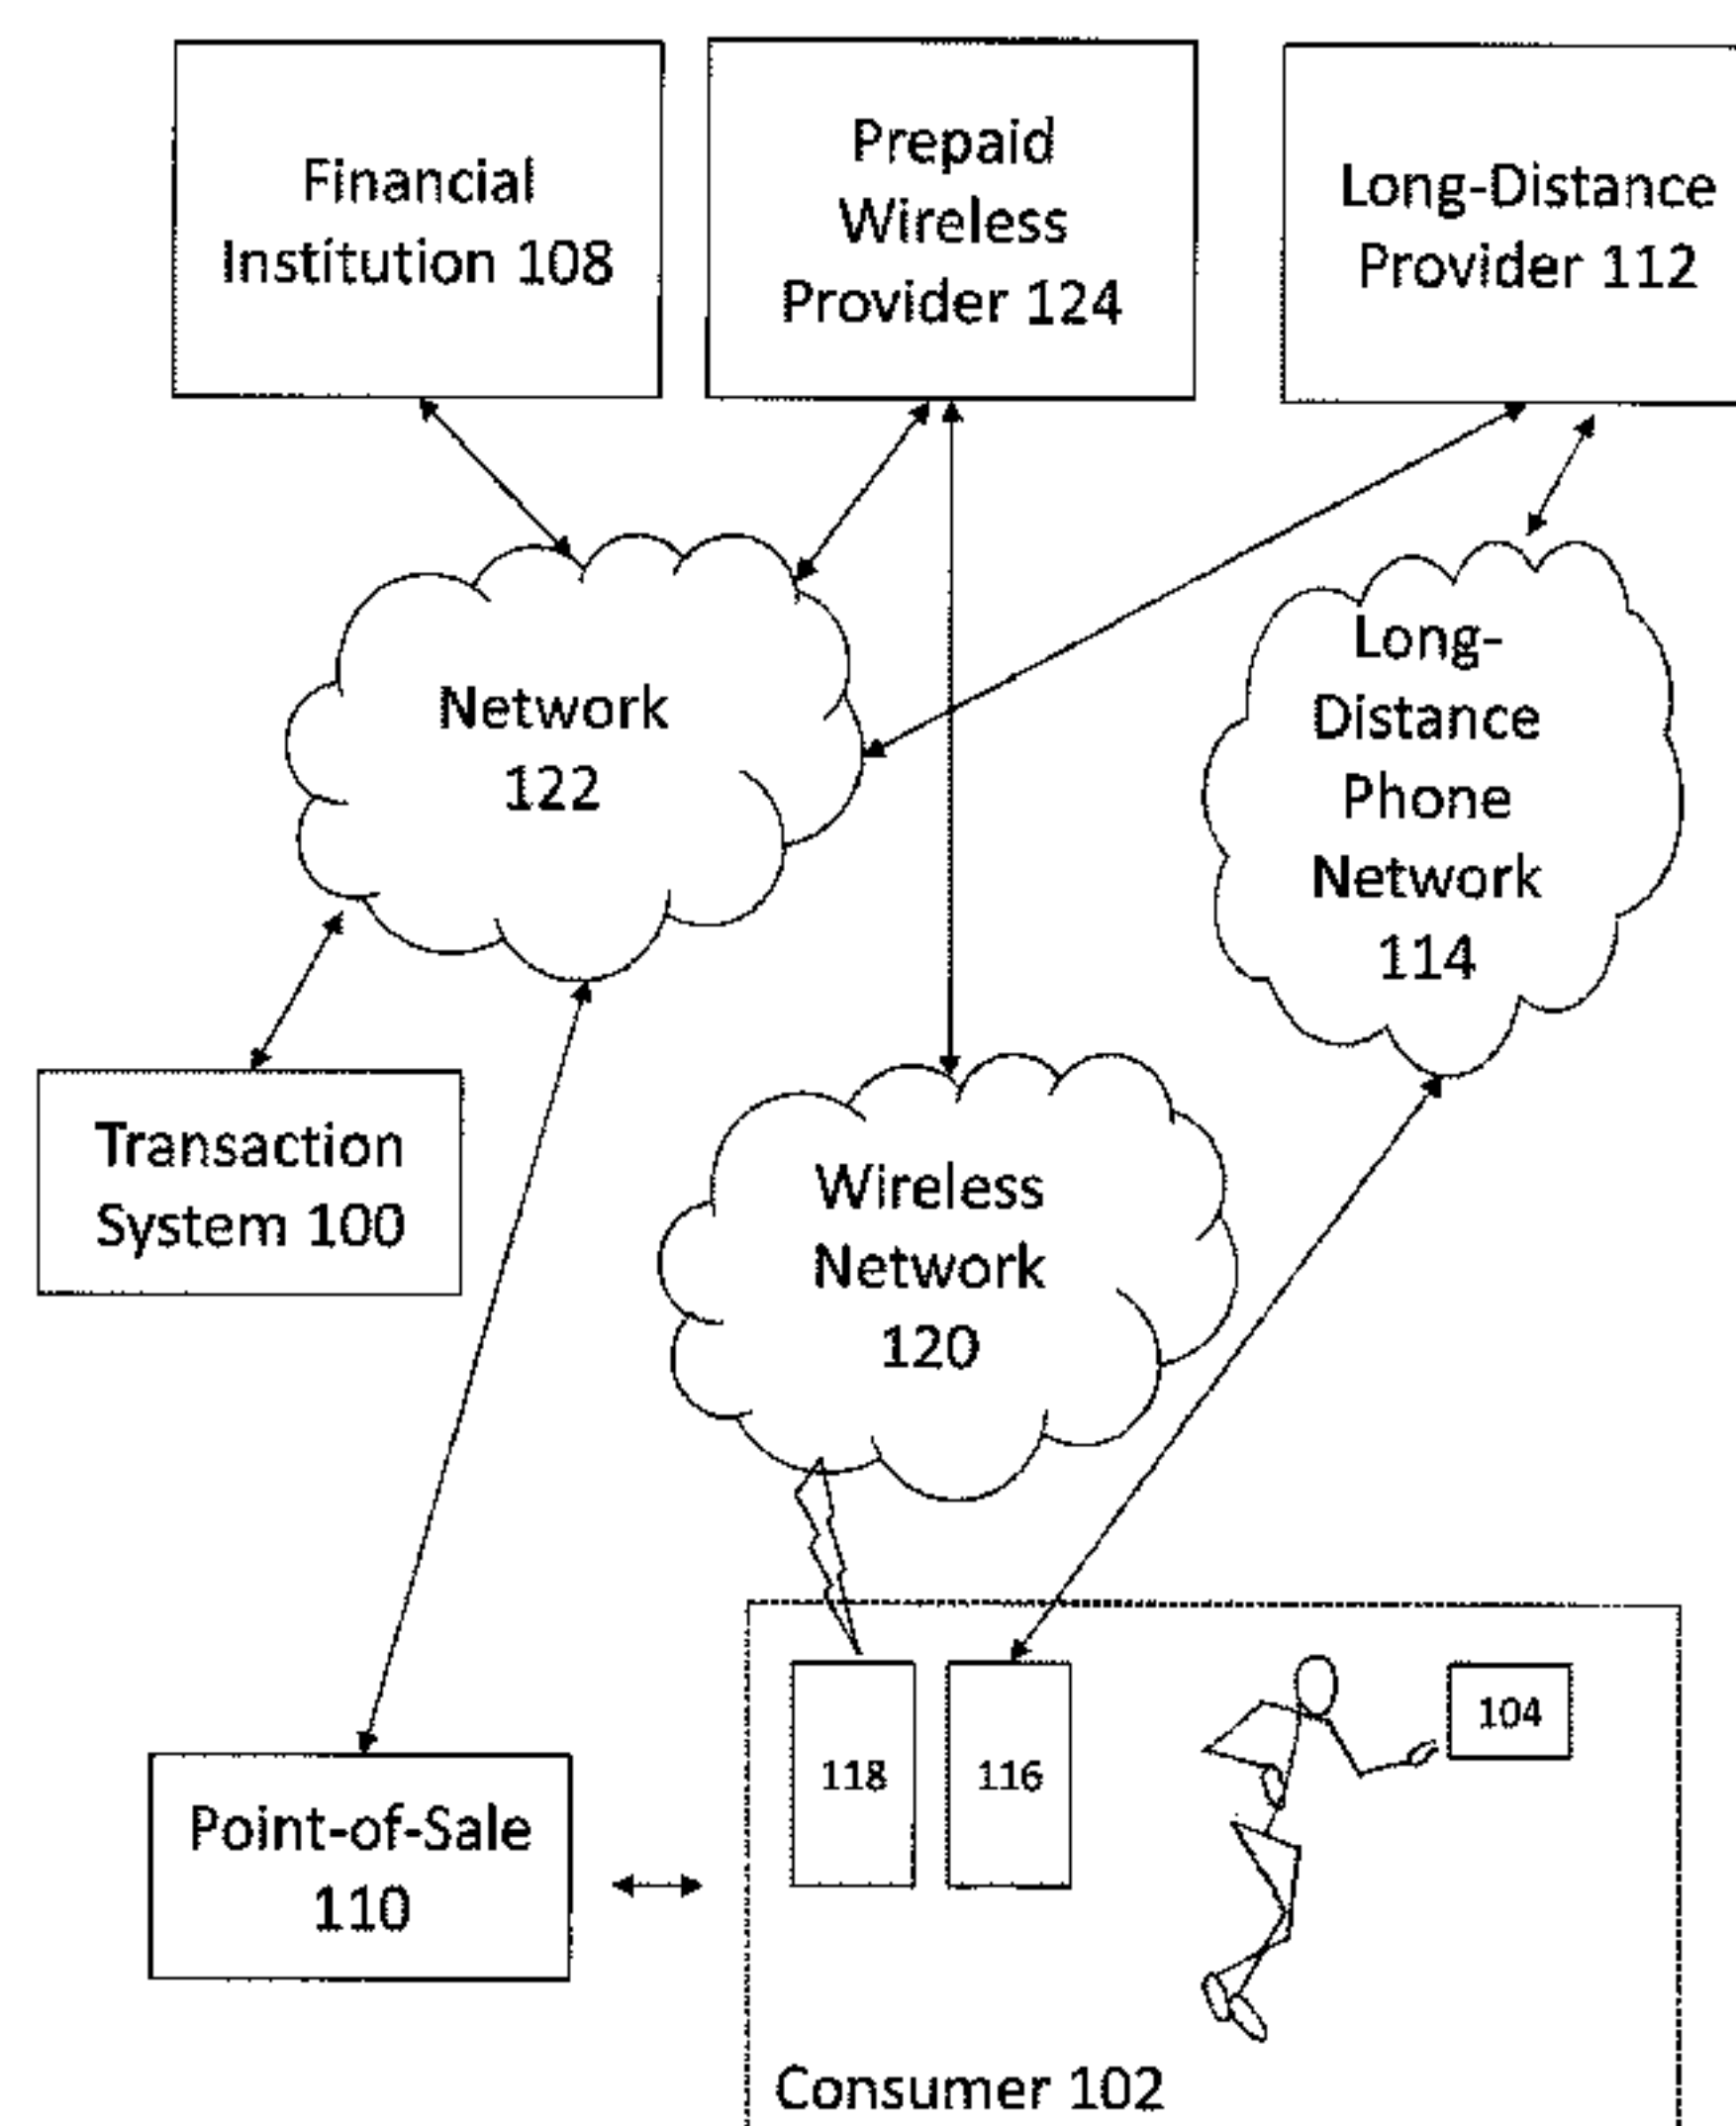 Financial
Institution 108
Prepaid
Wireless
Provider 124
Long-Distance
Provider 112
Network
122
Long-
Distance
Phone
Network
114
Transaction
System 100
Wireless
Network
120
118
116
104
Point-of-Sale
110
Consumer 102